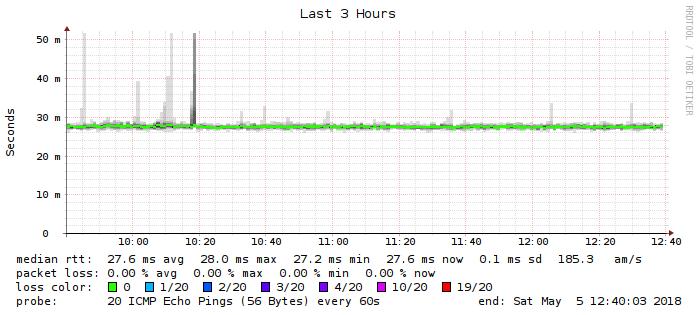 Last 3 Hours
RRDTOOL / TOBI OETIKER
Seconds
50 m
40 m
30 m
20 m
10 m
0
10:00 10:20 10:40 11:00 11:20 11:40 12:00 12:20 12:40
median rtt: 27.6 ms avg 28.0 ms max 27.2 ms min 27.6 ms now 0.1 ms sd 185.3 am/s
packet loss: 0.00 % avg 0.00 % max 0.00 % min 0.00 % now
loss color: 0 1/20 2/20 3/20 4/20 10/20 19/20
probe: 20 ICMP Echo Pings (56 Bytes) every 60s end: Sat May 5 12:40:03 2018